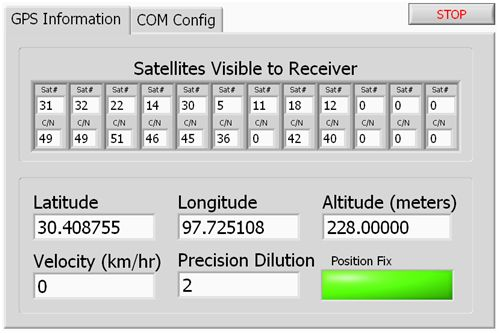 GPS Information COM Config STOP
Satellites Visible to Receiver
Sat# Sat# Sat# Sat# Sat# Sat# Sat# Sat# Sat# Sat# Sat# Sat#
31 32 22 14 30 5 11 18 12 0 0 0
C/N C/N C/N C/N C/N C/N C/N C/N C/N C/N C/N C/N
49 49 51 46 45 36 0 42 40 0 0 0
Latitude Longitude Altitude (meters)
30.408755 97.725108 228.00000
Velocity (km/hr) Precision Dilution Position Fix
0 2